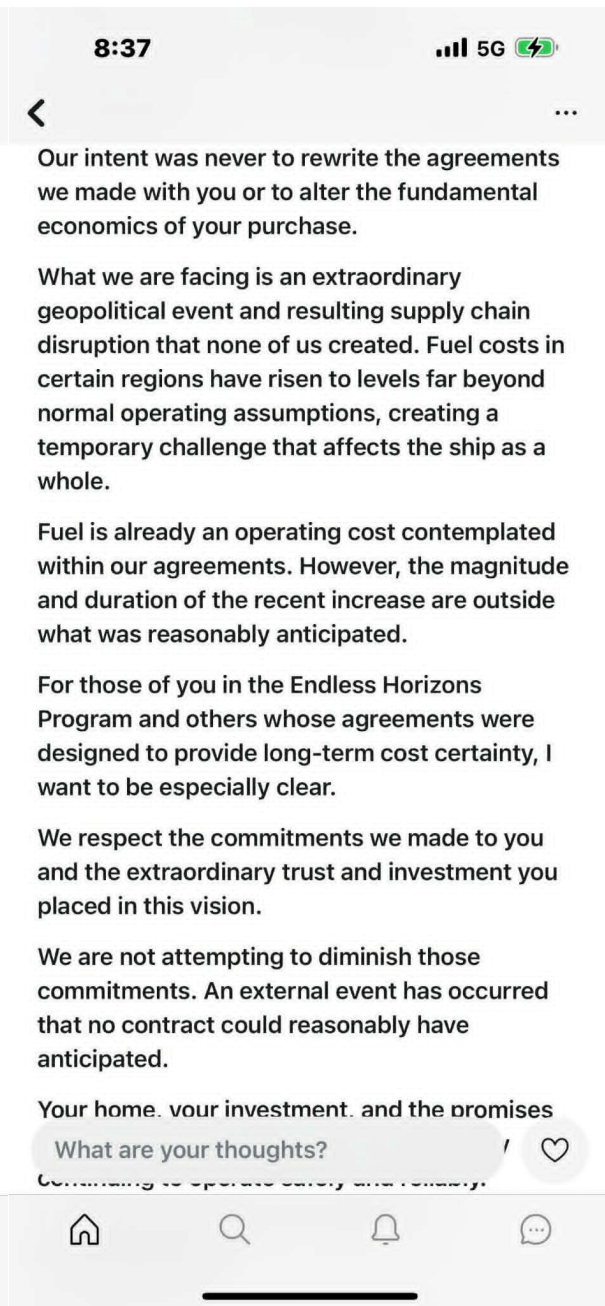 8:37
5G
Our intent was never to rewrite the agreements
we made with you or to alter the fundamental
economics of your purchase.
What we are facing is an extraordinary
geopolitical event and resulting supply chain
disruption that none of us created. Fuel costs in
certain regions have risen to levels far beyond
normal operating assumptions, creating a
temporary challenge that affects the ship as a
whole.
Fuel is already an operating cost contemplated
within our agreements. However, the magnitude
and duration of the recent increase are outside
what was reasonably anticipated.
For those of you in the Endless Horizons
Program and others whose agreements were
designed to provide long-term cost certainty, I
want to be especially clear.
We respect the commitments we made to you
and the extraordinary trust and investment you
placed in this vision.
We are not attempting to diminish those
commitments. An external event has occurred
that no contract could reasonably have
anticipated.
Your home, your investment, and the promises
What are your thoughts?
continuing to operate safely and reliably.